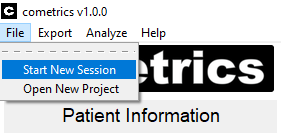 cometrics v1.0.0
File Export Analyze Help
Start New Session
Open New Project
etrics
Patient Information